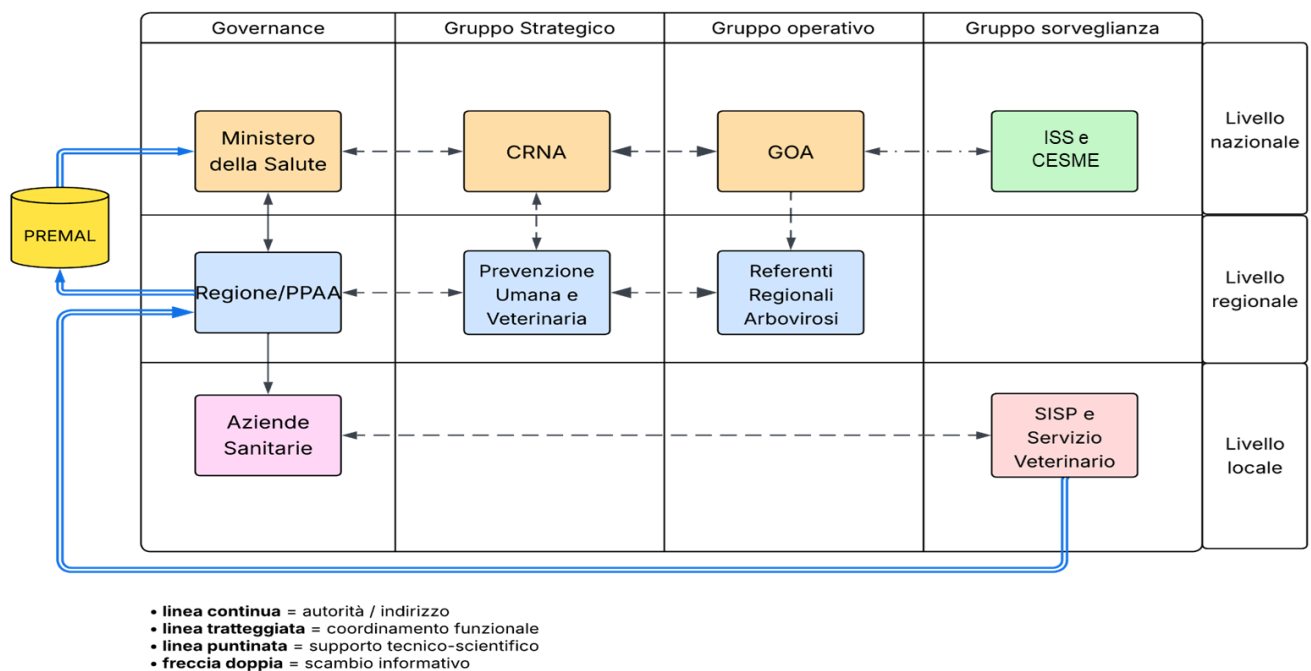 Governance
Gruppo Strategico
Gruppo operativo
Gruppo sorveglianza
Ministero
della Salute
CRNA
GOA
ISS e
CESME
Livello
nazionale
PREMAL
Regione/PPAA
Prevenzione
Umana e
Veterinaria
Referenti
Regionali
Arbovirosi
Livello
regionale
Aziende
Sanitarie
SISP e
Servizio
Veterinario
Livello
locale
• linea continua = autorità / indirizzo
• linea tratteggiata = coordinamento funzionale
• linea puntinata = supporto tecnico-scientifico
• freccia doppia = scambio informativo